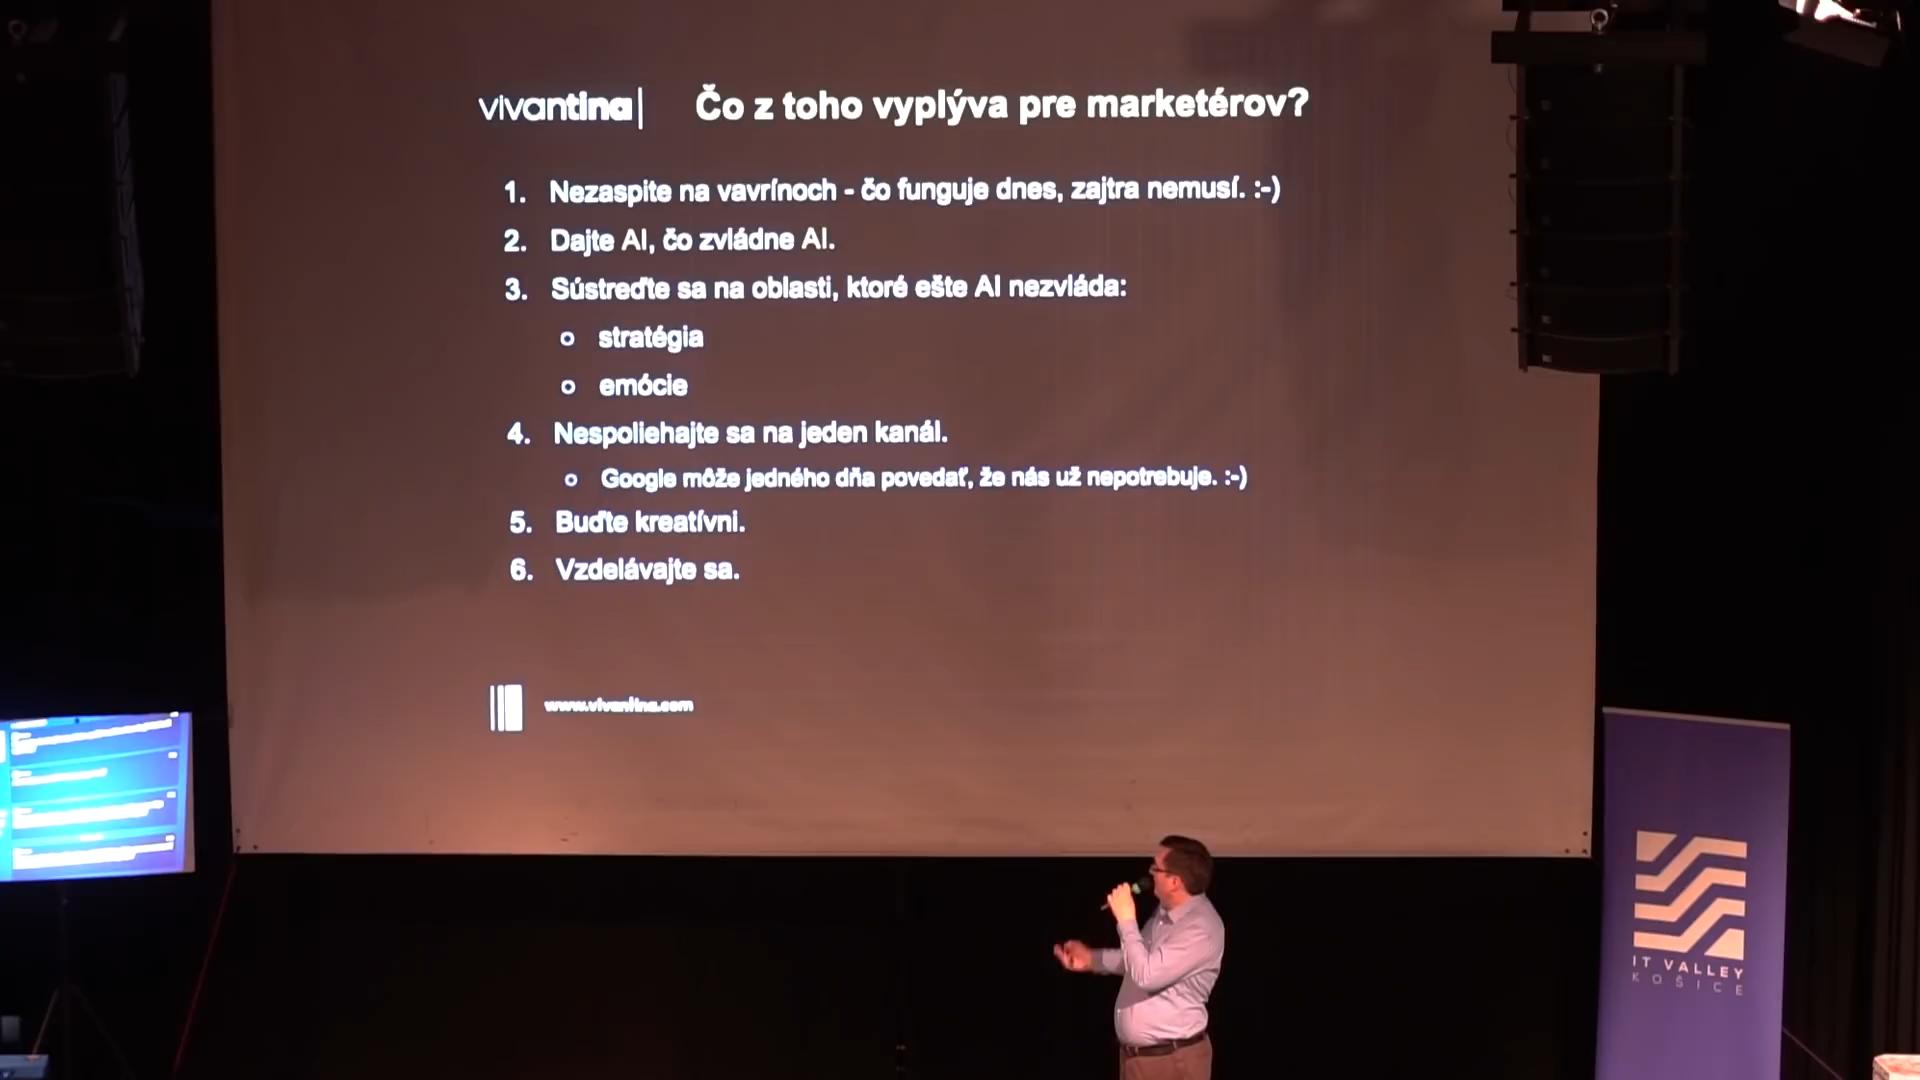 vivantina|
Čo z toho vyplýva pre marketérov?
1. Nezaspite na vavrínoch - čo funguje dnes, zajtra nemusí. :-)
2. Dajte AI, čo zvládne AI.
3. Sústreďte sa na oblasti, ktoré ešte AI nezvláda:
o stratégia
o emócie
4. Nespoliehajte sa na jeden kanál.
o Google môže jedného dňa povedať, že nás už nepotrebuje. :-)
5. Buďte kreatívni.
6. Vzdelávajte sa.
www.vivantina.com
IT VALLEY
KOŠICE